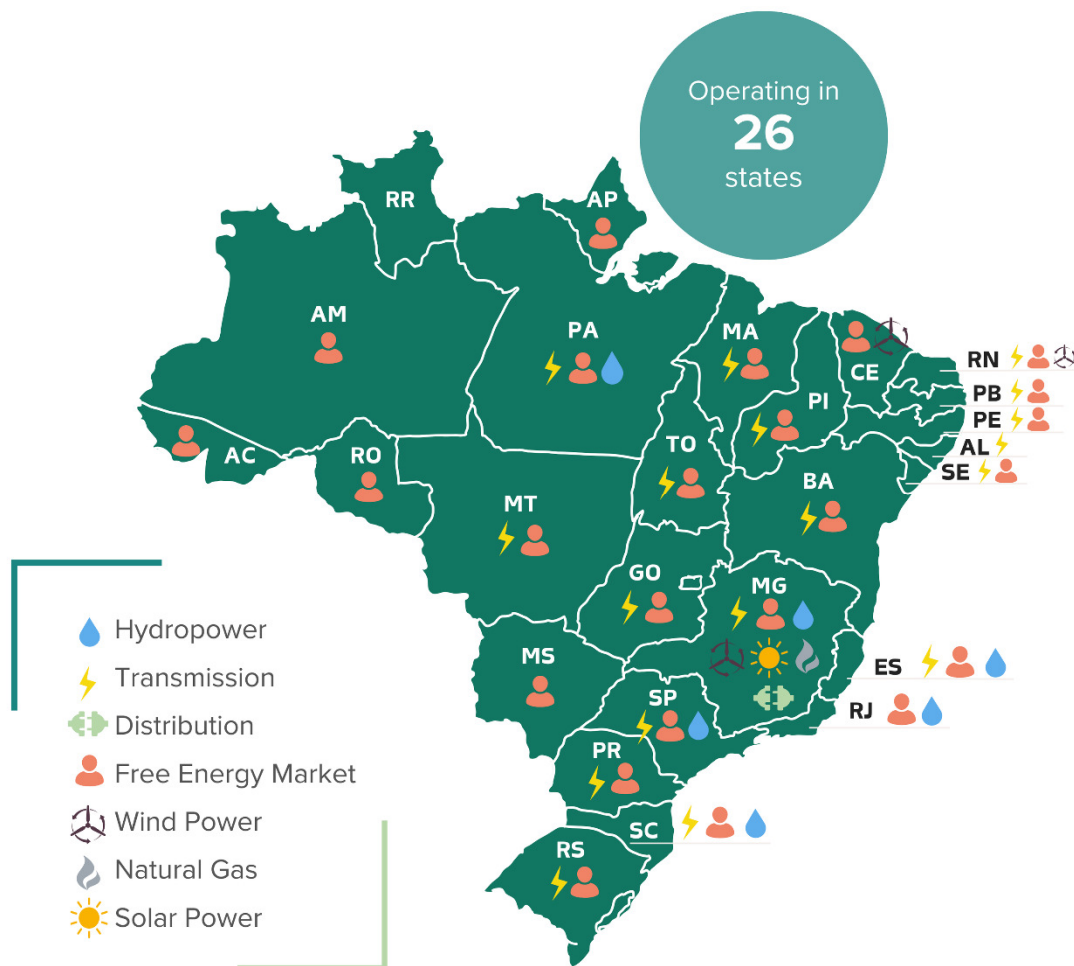 Operating in
26
states
RR
AP
AM
PA
MA
CE
RN
PI
PB
PE
AL
SE
AC
RO
TO
MT
BA
GO
MG
MS
ES
SP
RJ
PR
SC
RS
Hydropower
Transmission
Distribution
Free Energy Market
Wind Power
Natural Gas
Solar Power